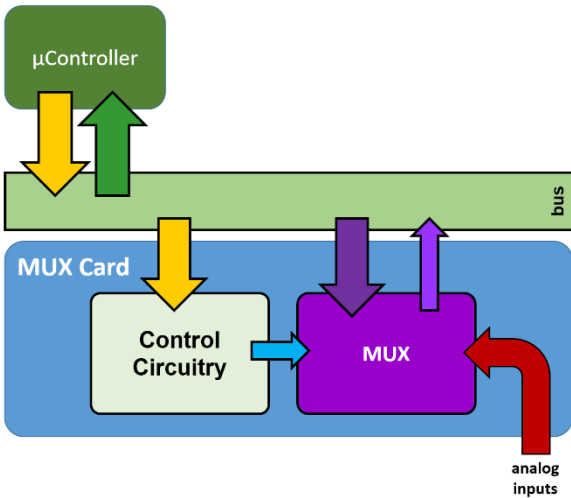 µController
bus
MUX Card
Control
Circuitry
MUX
analog
inputs